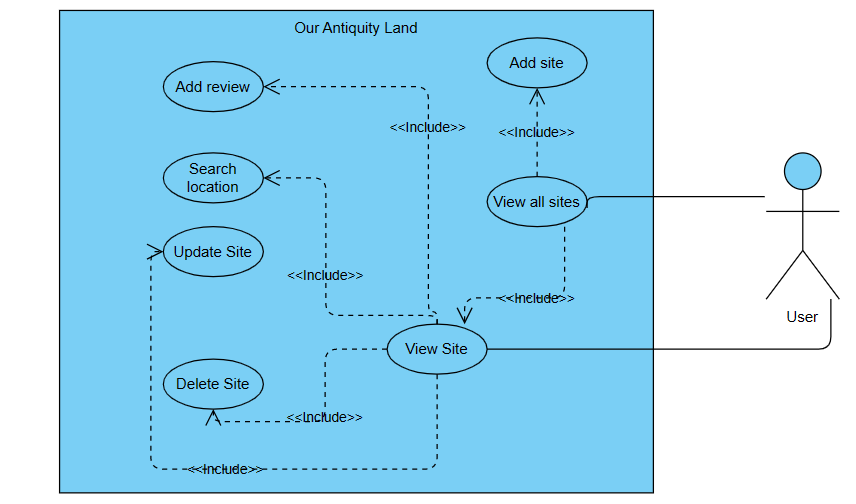 Our Antiquity Land
Add site
Add review
<<Include>>
<<Include>>
Search
location
View all sites
Update Site
<<Include>>
<<Include>>
User
View Site
Delete Site
<<Include>>
<<Include>>